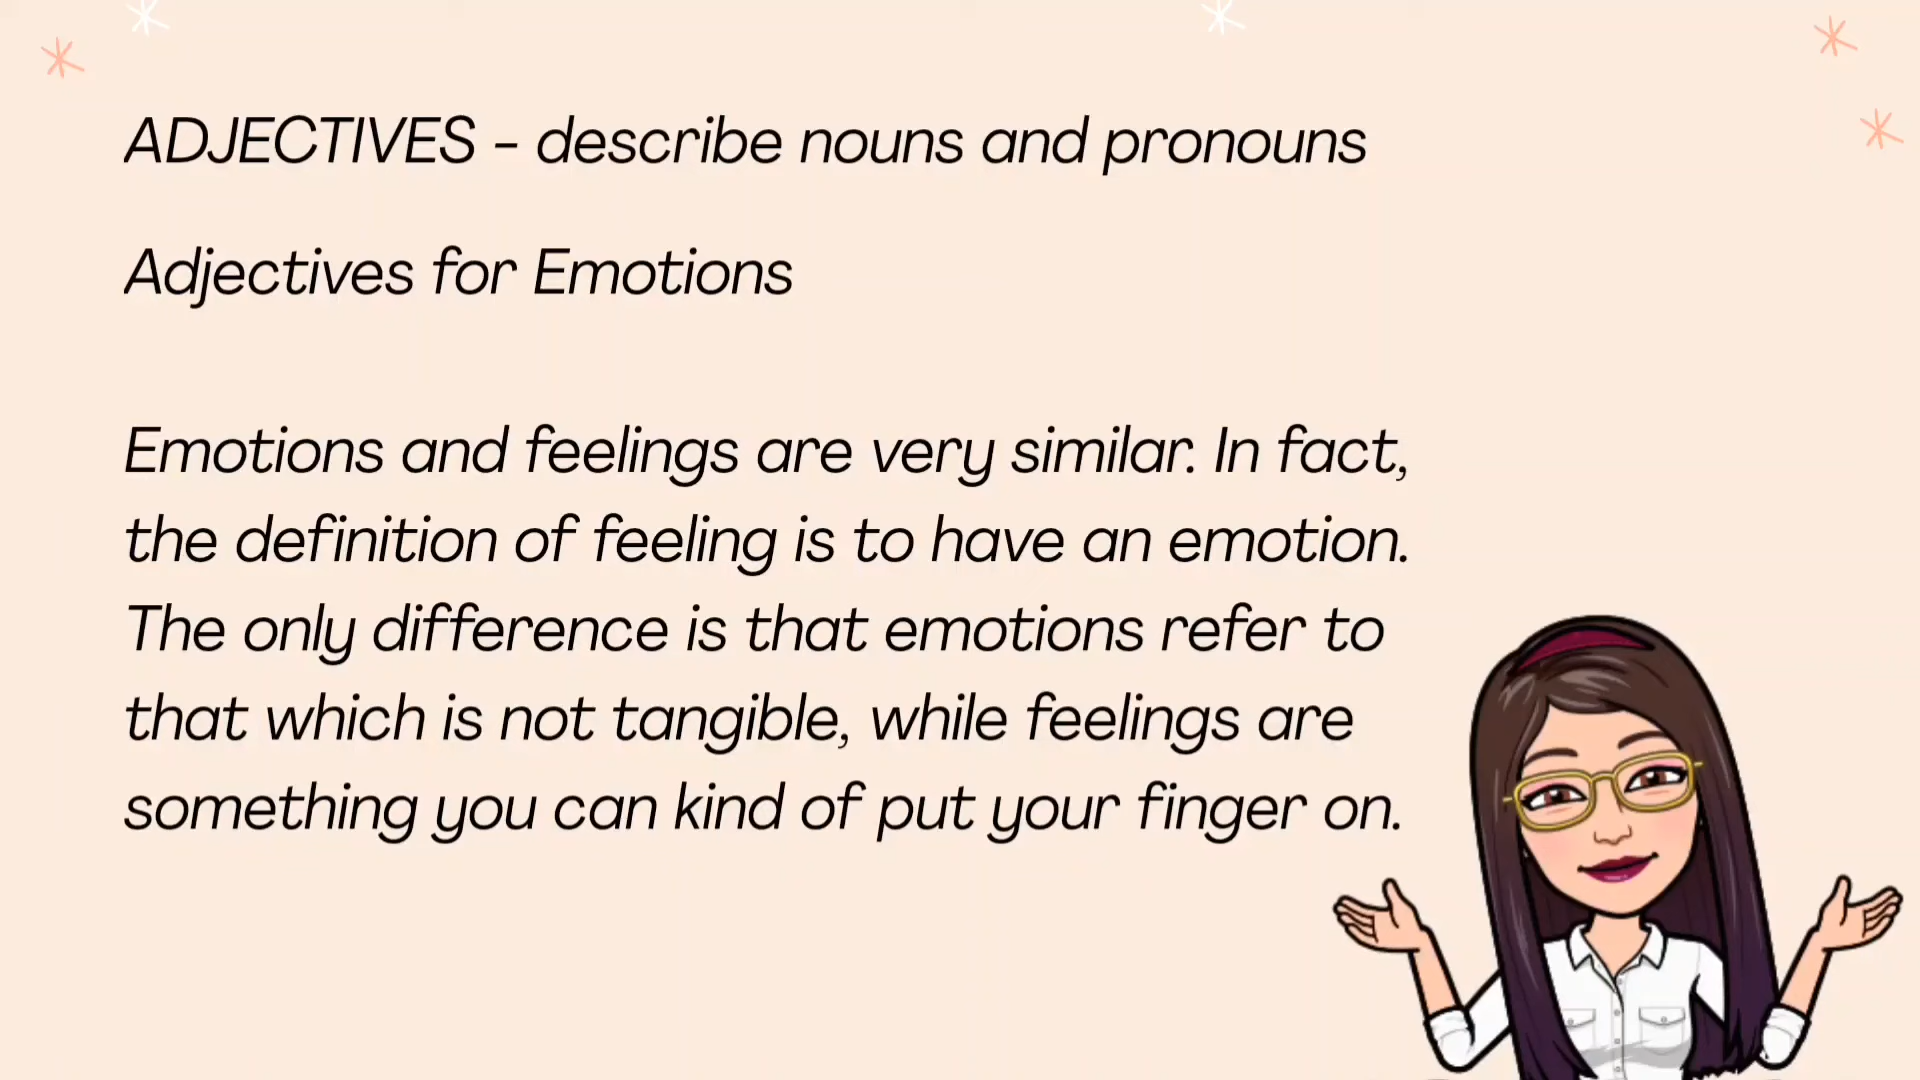 ADJECTIVES - describe nouns and pronouns
Adjectives for Emotions
Emotions and feelings are very similar. In fact,
the definition of feeling is to have an emotion.
The only difference is that emotions refer to
that which is not tangible, while feelings are
something you can kind of put your finger on.